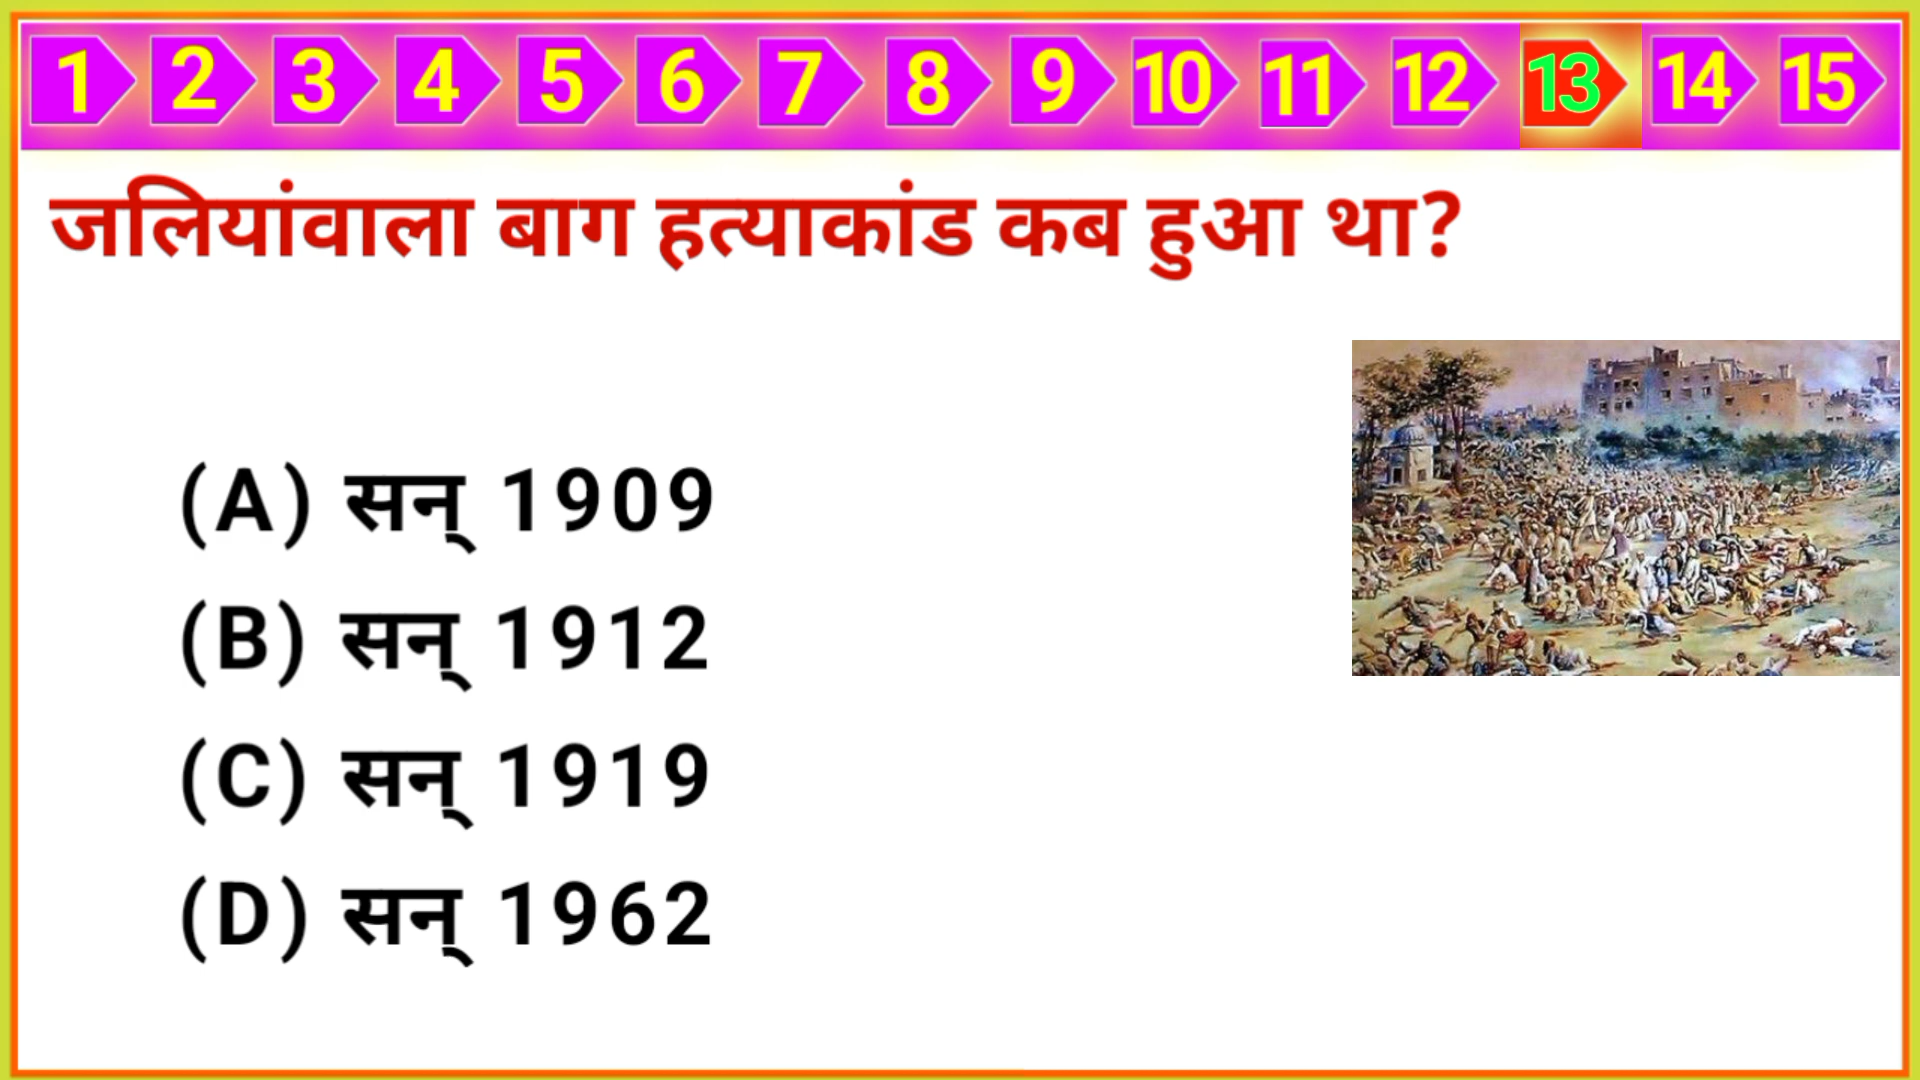 1 2 3 4 5 6 7 8 9 10 11 12 13 14 15
जलियांवाला बाग हत्याकांड कब हुआ था?
(A) सन् 1909
(B) सन् 1912
(C) सन् 1919
(D) सन् 1962